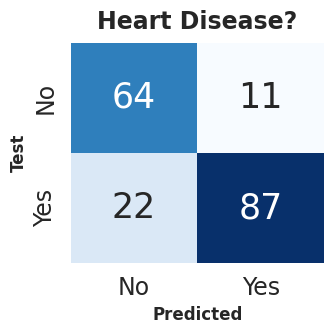 Heart Disease?
Test
No
64 11
Yes
22 87
No Yes
Predicted